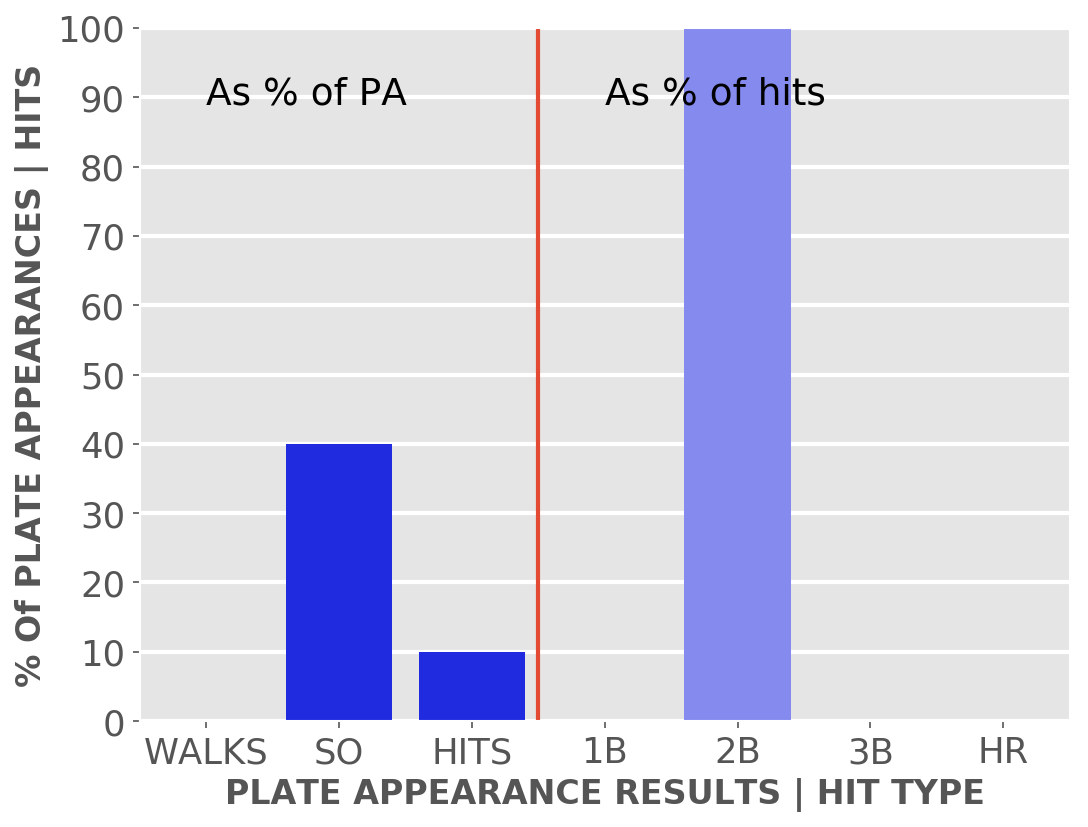 % Of PLATE APPEARANCES | HITS
100
90
80
70
60
50
40
30
20
10
0
As % of PA
As % of hits
WALKS SO HITS 1B 2B 3B HR
PLATE APPEARANCE RESULTS | HIT TYPE